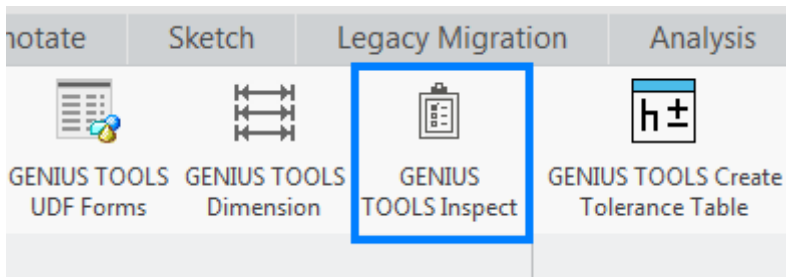 notate Sketch Legacy Migration Analysis
h±
GENIUS TOOLS GENIUS TOOLS GENIUS GENIUS TOOLS Create
UDF Forms Dimension TOOLS Inspect Tolerance Table